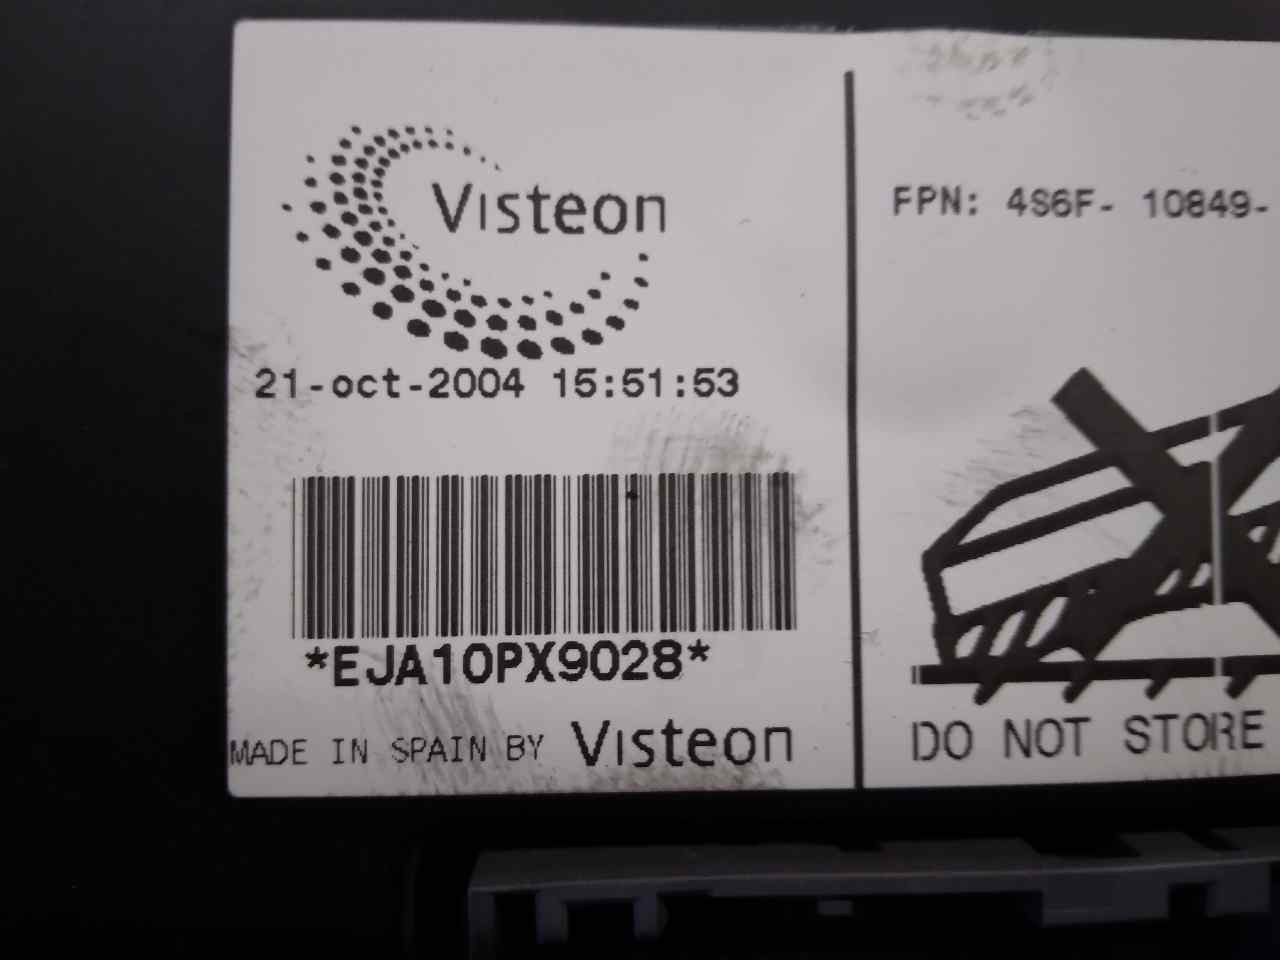 Visteon
21-oct-2004 15:51:53
*EJA10PX9028*
MADE IN SPAIN BY Visteon
FPN: 4S6F- 10849-
DO NOT STORE